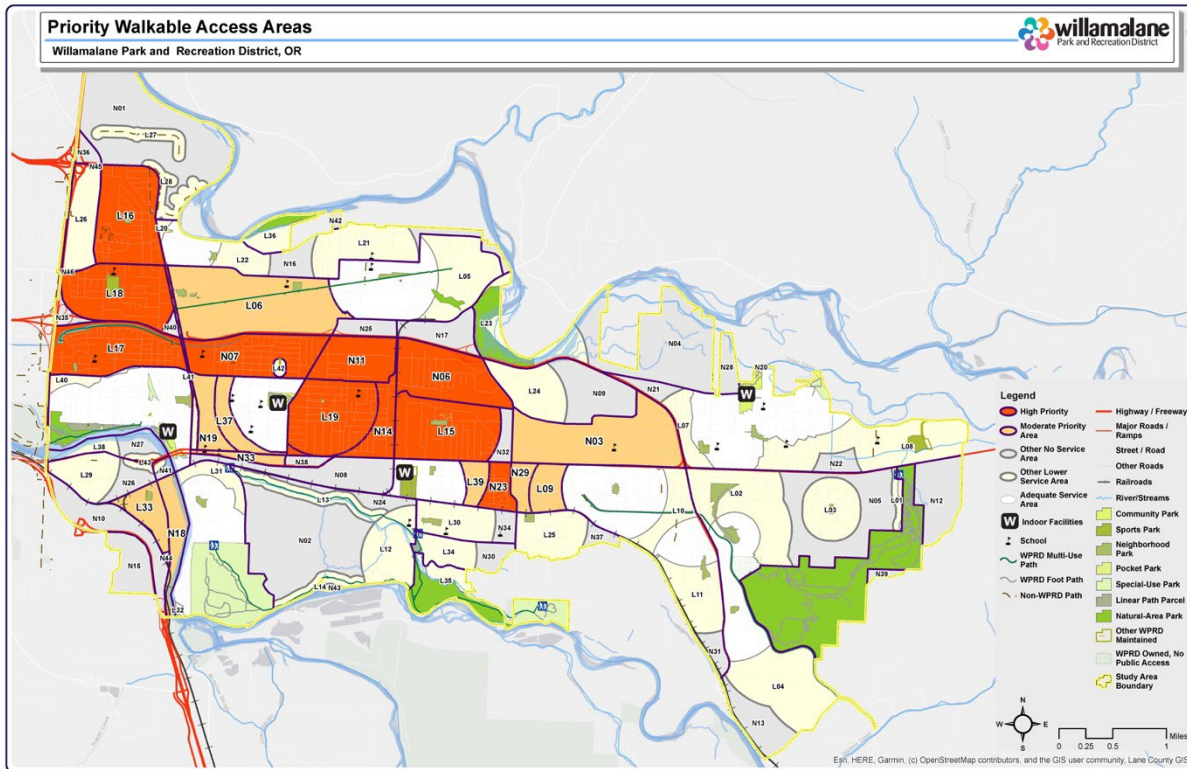 Priority Walkable Access Areas
Willamalane Park and Recreation District, OR
willamalane
Park and Recreation District
N01
L27
N36
N45
L28
L16
L26
L20
N42
L36
L21
L22
N16
L05
N46
L18
L06
L23
N35
N40
N25
N17
N04
L17
N07
N11
L42
N06
N28
N20
L40
L41
L24
N09
N21
W
L37
W
L19
N14
L15
L07
N19
N03
W
L38
N27
L43
N41
N33
N38
N32
N22
L08
L29
N26
L31
N08
W
L39
N23
N29
L09
L02
L33
L13
N24
L03
N05
L01
N12
N10
N18
L30
N34
L10
N02
L25
N37
L12
L34
N30
N15
N44
N39
L14
N43
L35
L11
L32
N31
L04
N13
Legend
High Priority
Moderate Priority
Area
Other No Service
Area
Other Lower
Service Area
Adequate Service
Area
W Indoor Facilities
School
WPRD Multi-Use
Path
WPRD Foot Path
Non-WPRD Path
Highway / Freeway
Major Roads /
Ramps
Street / Road
Other Roads
Railroads
River/Streams
Community Park
Sports Park
Neighborhood
Park
Pocket Park
Special-Use Park
Linear Path Parcel
Natural-Area Park
Other WPRD
Maintained
WPRD Owned, No
Public Access
Study Area
Boundary
N
W E
S
Miles
0 0.25 0.5 1
Esri, HERE, Garmin, (c) OpenStreetMap contributors, and the GIS user community, Lane County GIS